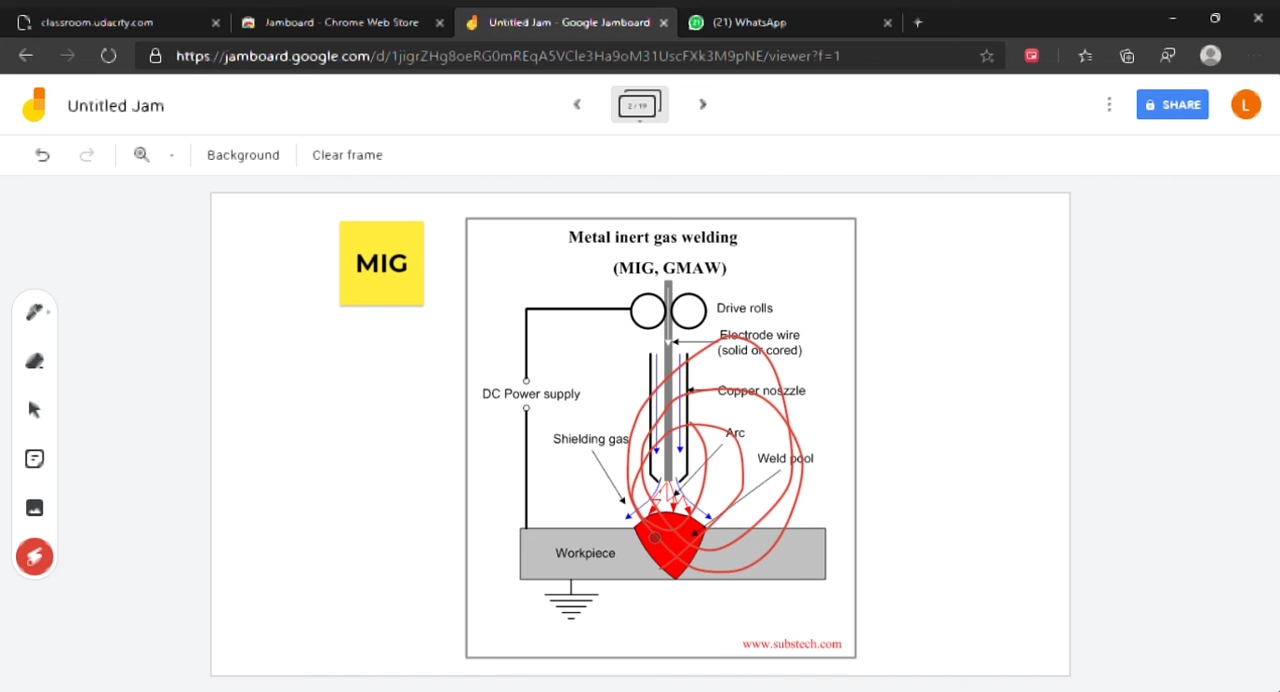 classroom.udacity.com
Jamboard - Chrome Web Store
Untitled Jam - Google Jamboard
(21) WhatsApp
https://jamboard.google.com/d/1jigrZHg8oeRG0mREqA5VCle3Ha9oM31UscFXk3M9pNE/viewer?f=1
Untitled Jam
2 / 19
SHARE
L
Background
Clear frame
MIG
Metal inert gas welding
(MIG, GMAW)
Drive rolls
Electrode wire
(solid or cored)
DC Power supply
Copper noszzle
Arc
Shielding gas
Weld pool
Workpiece
www.substech.com